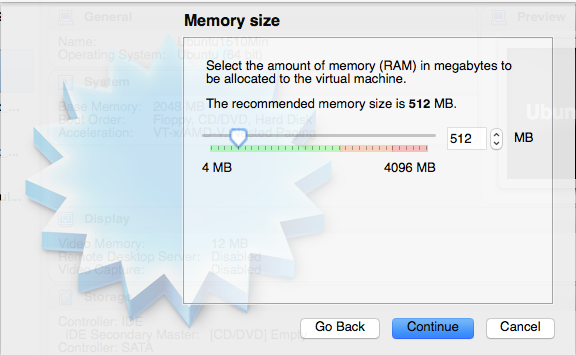 General
Preview
Memory size
Name: Ubuntu1510Min
Operating System: Ubuntu (64 bit)
Select the amount of memory (RAM) in megabytes to
be allocated to the virtual machine.
System
Base Memory: 2048 MB
The recommended memory size is 512 MB.
Boot Order: Floppy, CD/DVD, Hard Disk
Acceleration: VT-x/AMD-V, Nested Paging
512 MB
4 MB 4096 MB
Display
Video Memory: 12 MB
Remote Desktop Server: Disabled
Video Capture: Disabled
Storage
Controller: IDE
Go Back Continue Cancel
IDE Secondary Master: [CD/DVD]
Controller: SATA